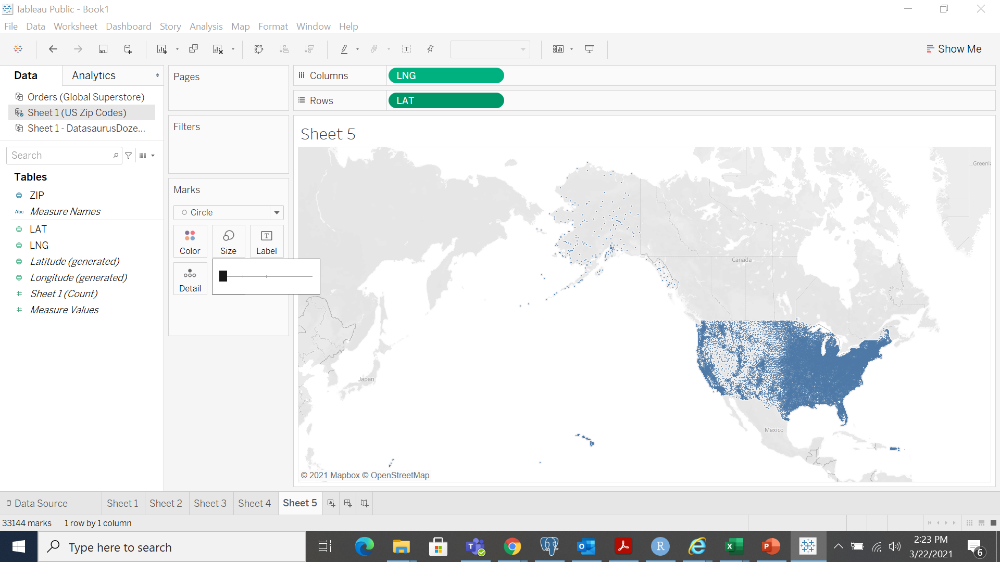 Tableau Public - Book1
File Data Worksheet Dashboard Story Analysis Map Format Window Help
Show Me
Data Analytics
Orders (Global Superstore)
Sheet 1 (US Zip Codes)
Sheet 1 - DatasaurusDoze...
Search
Tables
ZIP
Abc Measure Names
LAT
LNG
Latitude (generated)
Longitude (generated)
# Sheet 1 (Count)
# Measure Values
Pages
Filters
Marks
Circle
Color Size Label
Detail
Columns LNG
Rows LAT
Sheet 5
Greenla
Canada
Japan
Mexico
© 2021 Mapbox © OpenStreetMap
Data Source Sheet 1 Sheet 2 Sheet 3 Sheet 4 Sheet 5
33144 marks 1 row by 1 column
Type here to search
2:23 PM
3/22/2021
6